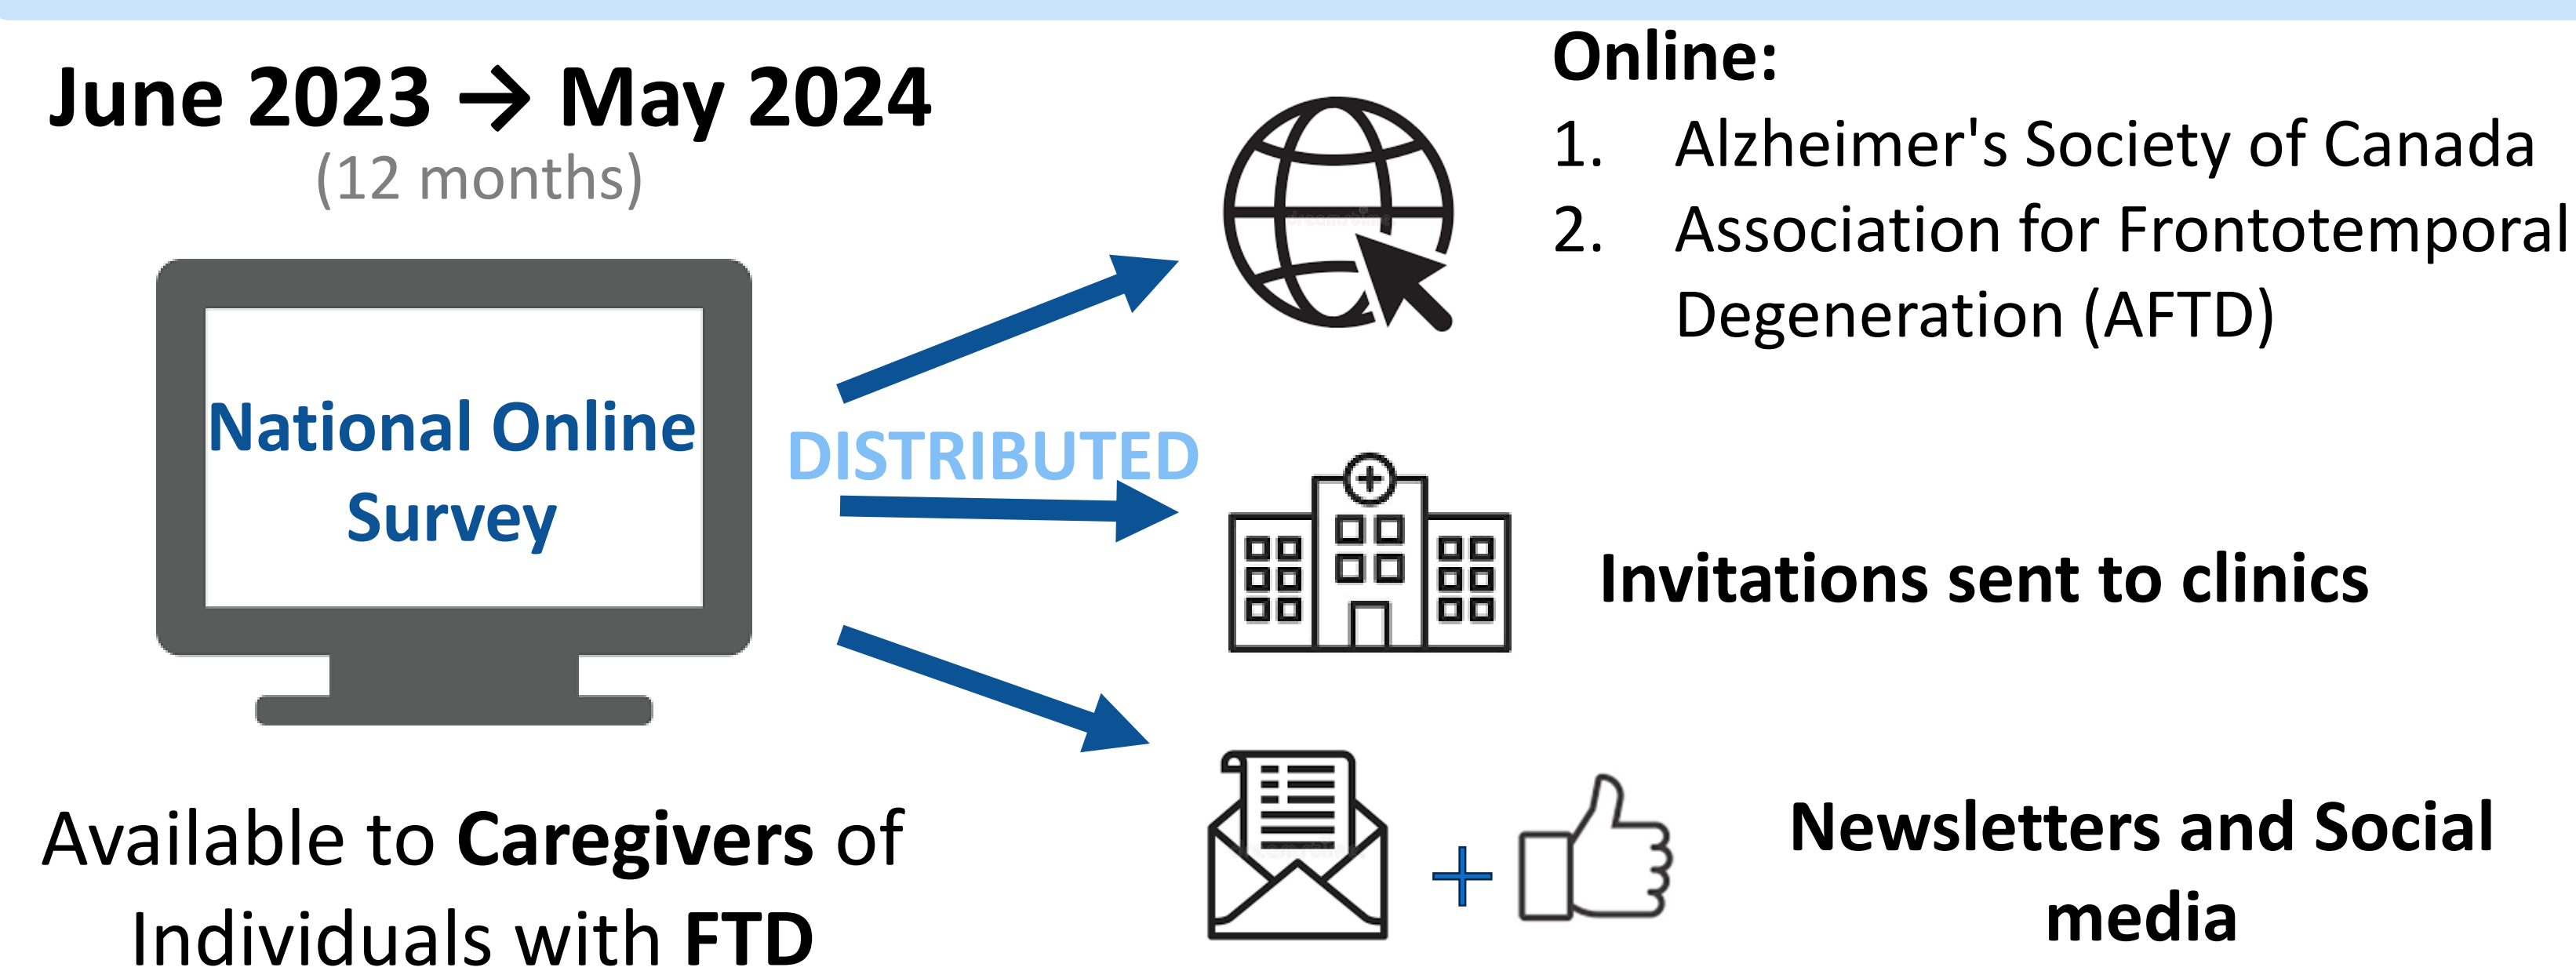 June 2023 → May 2024
(12 months)
National Online
Survey
Available to Caregivers of
Individuals with FTD
DISTRIBUTED
Online:
1. Alzheimer's Society of Canada
2. Association for Frontotemporal
Degeneration (AFTD)
Invitations sent to clinics
+
Newsletters and Social
media